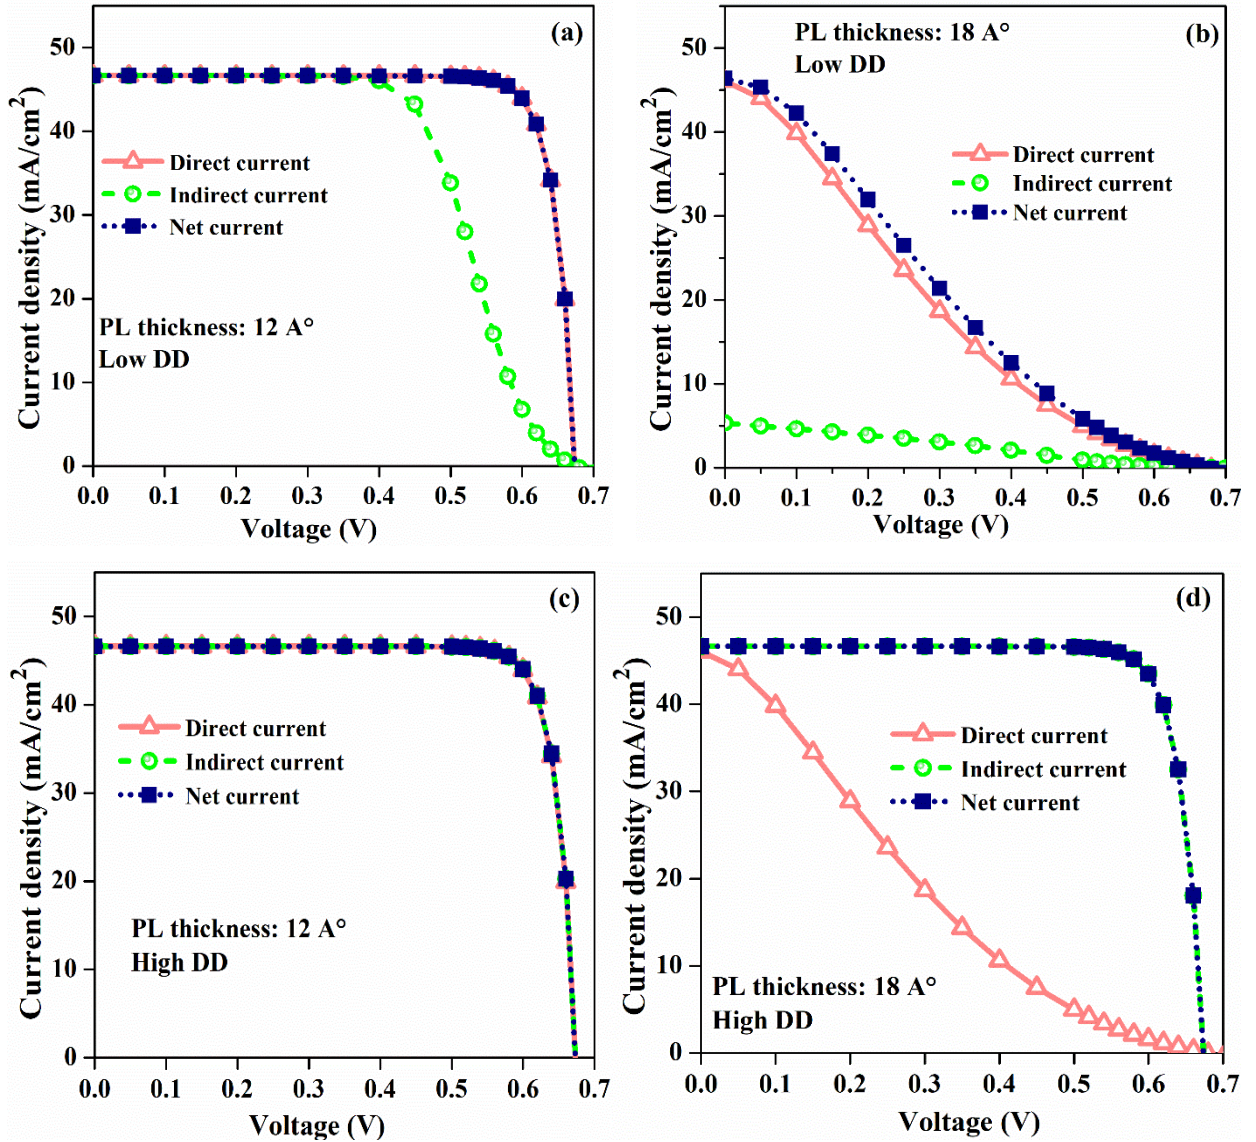 (a)
50
40
30
20
10
0
Current density (mA/cm²)
Direct current
Indirect current
Net current
PL thickness: 12 A°
Low DD
0.0 0.1 0.2 0.3 0.4 0.5 0.6 0.7
Voltage (V)
PL thickness: 18 A°
Low DD
(b)
50
40
30
20
10
0
Current density (mA/cm²)
Direct current
Indirect current
Net current
0.0 0.1 0.2 0.3 0.4 0.5 0.6 0.7
Voltage (V)
(c)
50
40
30
20
10
0
Current density (mA/cm²)
Direct current
Indirect current
Net current
PL thickness: 12 A°
High DD
0.0 0.1 0.2 0.3 0.4 0.5 0.6 0.7
Voltage (V)
(d)
50
40
30
20
10
0
Current density (mA/cm²)
Direct current
Indirect current
Net current
PL thickness: 18 A°
High DD
0.0 0.1 0.2 0.3 0.4 0.5 0.6 0.7
Voltage (V)